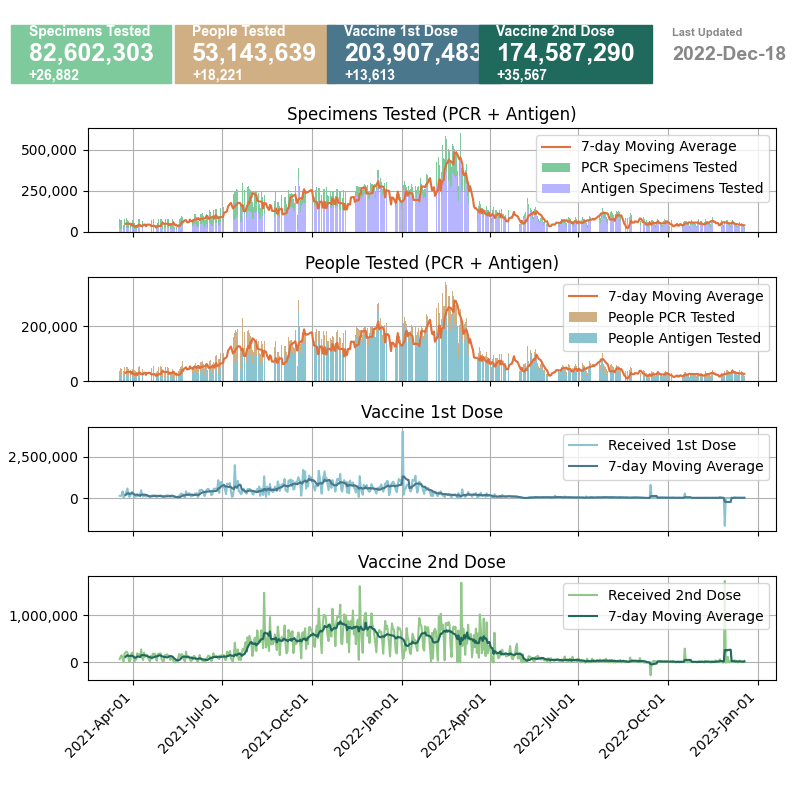 Specimens Tested
82,602,303
+26,882
People Tested
53,143,639
+18,221
Vaccine 1st Dose
203,907,483
+13,613
Vaccine 2nd Dose
174,587,290
+35,567
Last Updated
2022-Dec-18
Specimens Tested (PCR + Antigen)
500,000
250,000
0
7-day Moving Average
PCR Specimens Tested
Antigen Specimens Tested
People Tested (PCR + Antigen)
200,000
0
7-day Moving Average
People PCR Tested
People Antigen Tested
Vaccine 1st Dose
2,500,000
0
Received 1st Dose
7-day Moving Average
Vaccine 2nd Dose
1,000,000
0
Received 2nd Dose
7-day Moving Average
2021-Apr-01
2021-Jul-01
2021-Oct-01
2022-Jan-01
2022-Apr-01
2022-Jul-01
2022-Oct-01
2023-Jan-01